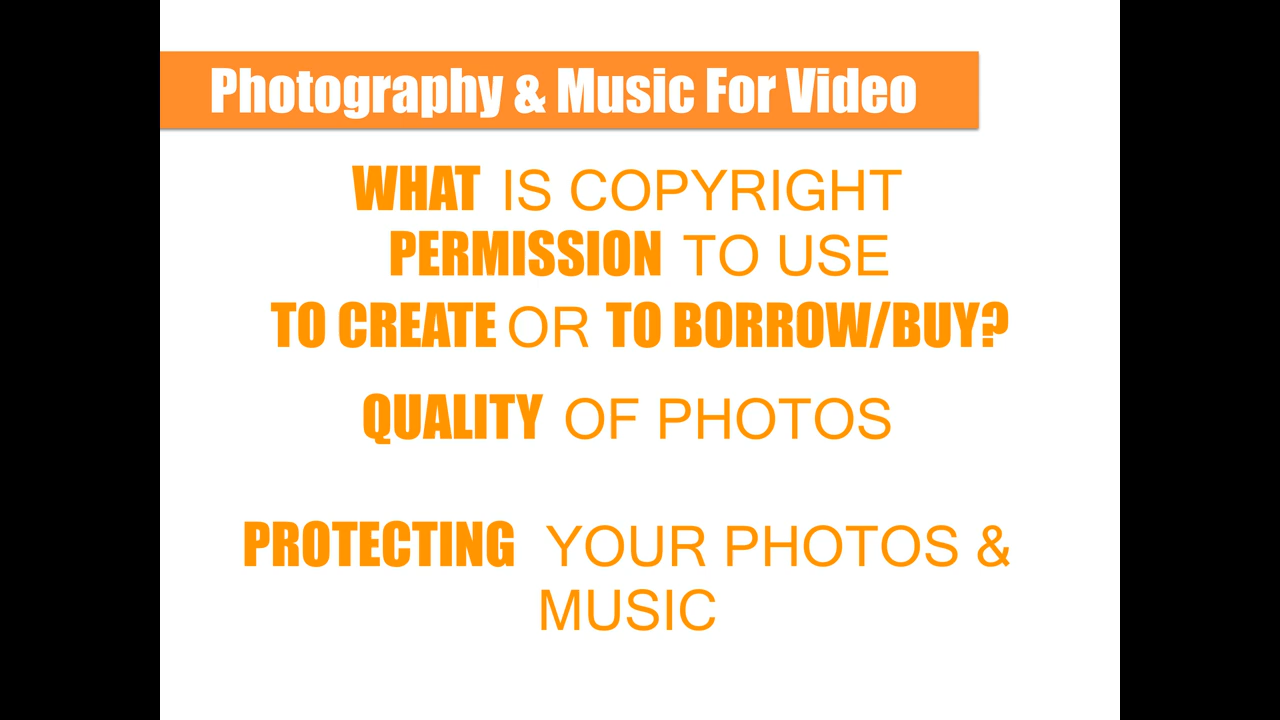 Photography & Music For Video
WHAT IS COPYRIGHT
PERMISSION TO USE
TO CREATE OR TO BORROW/BUY?
QUALITY OF PHOTOS
PROTECTING YOUR PHOTOS &
MUSIC